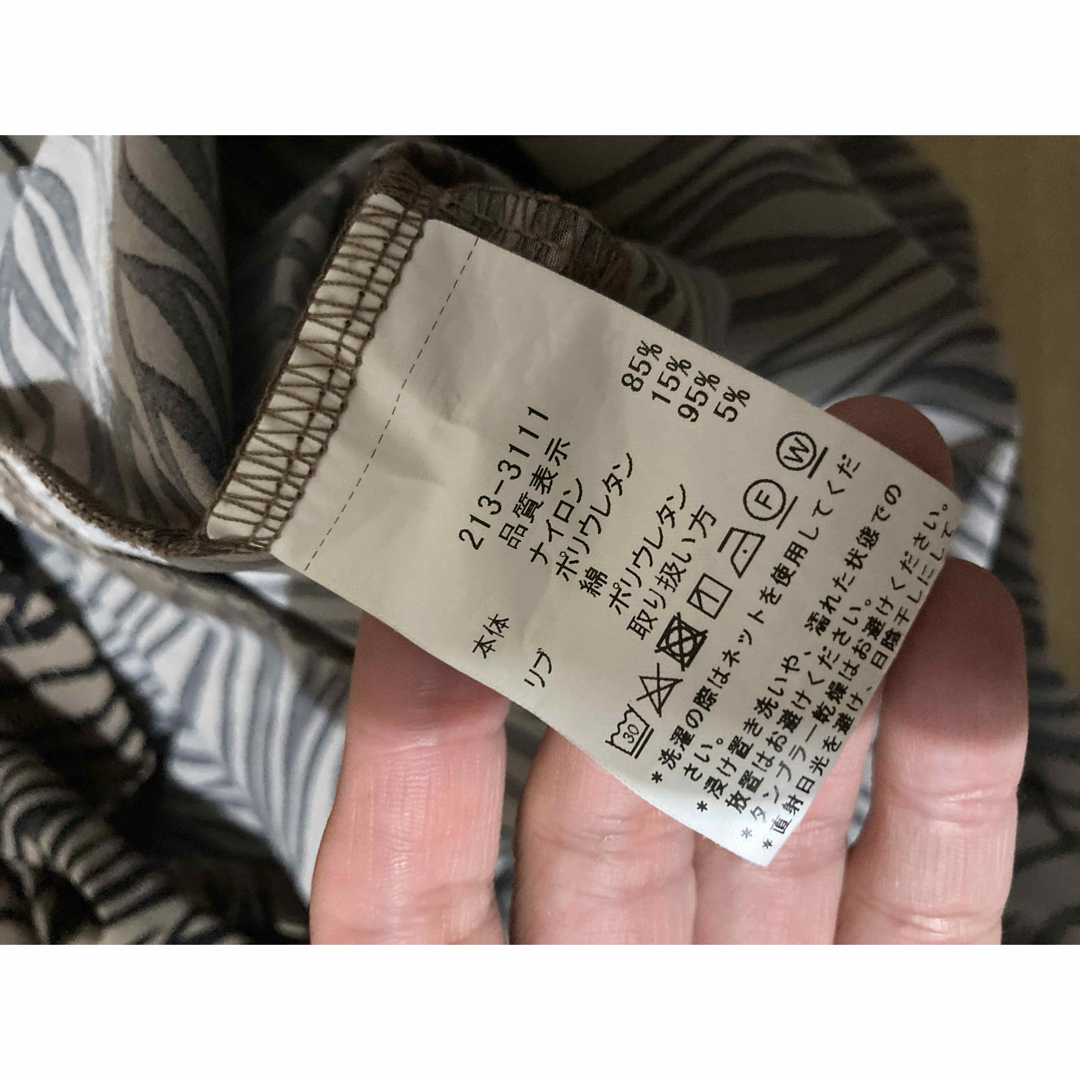 213-3111
品質表示
本体 ナイロン 85%
ポリウレタン 15%
リブ 綿 95%
ポリウレタン 5%
取り扱い方
30 F W
*洗濯の際はネットを使用してくだ
さい。
*浸け置き洗いや、濡れた状態での
放置はお避けください。
*タンブラー乾燥はお避けください。
*直射日光を避け、日陰干しにして